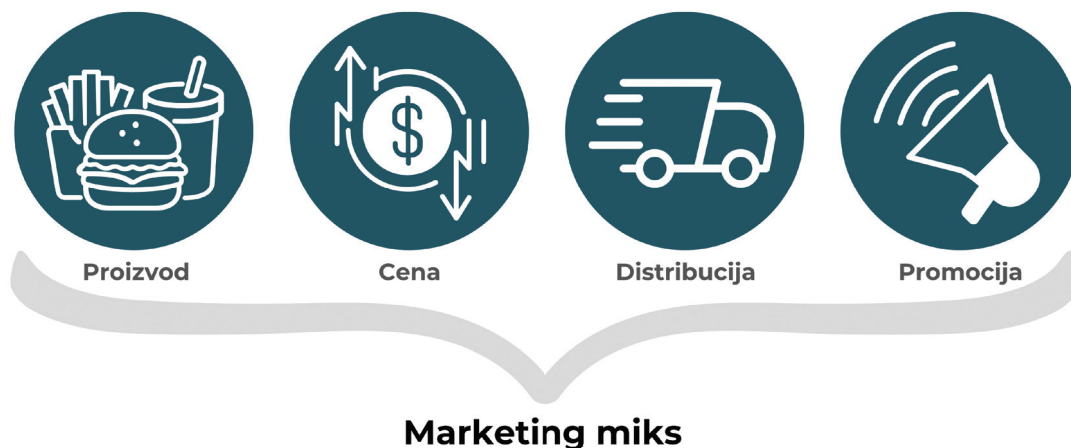 $
Proizvod
Cena
Distribucija
Promocija
Marketing miks